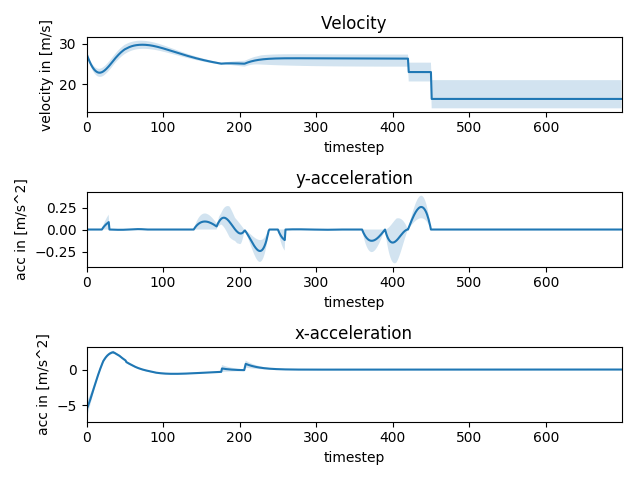 Velocity
velocity in [m/s]
30
20
0 100 200 300 400 500 600
timestep
y-acceleration
acc in [m/s^2]
0.25
0.00
−0.25
0 100 200 300 400 500 600
timestep
x-acceleration
acc in [m/s^2]
0
−5
0 100 200 300 400 500 600
timestep